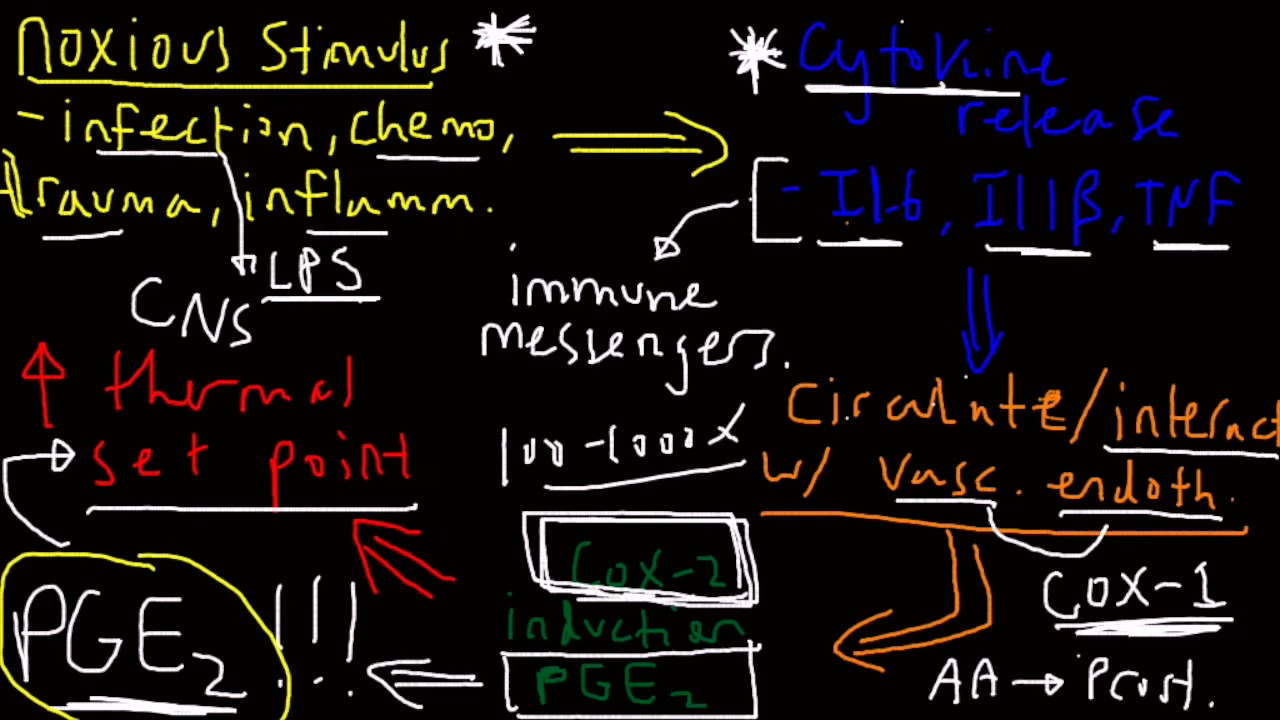 Noxious Stimulus *
* Cytokine
release
- infection, chemo,
trauma, inflamm.
- Il-6, Il1β, TNF
LPS
CNS
immune
messengers.
↑ thermal
set point
Circulate/interact
w/ vasc. endoth.
100-1000x
COX-2
induction
PGE2
PGE2 !!!
COX-1
AA → Prost.